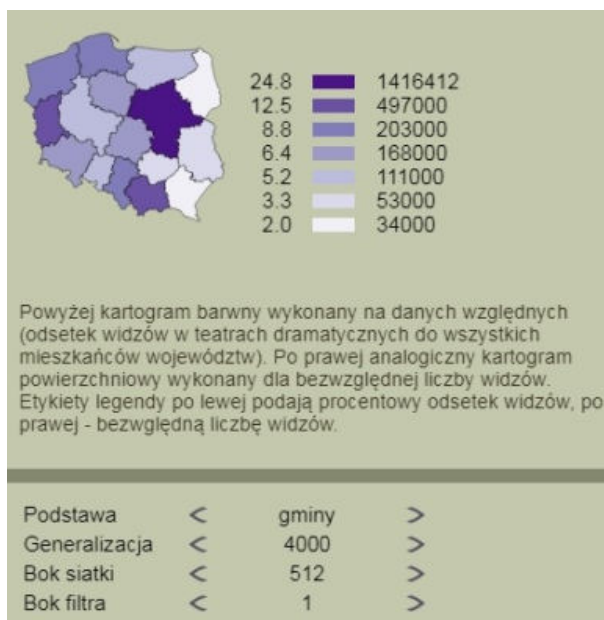 24.8 1416412
12.5 497000
8.8 203000
6.4 168000
5.2 111000
3.3 53000
2.0 34000
Powyżej kartogram barwny wykonany na danych względnych
(odsetek widzów w teatrach dramatycznych do wszystkich
mieszkańców województw). Po prawej analogiczny kartogram
powierzchniowy wykonany dla bezwzględnej liczby widzów.
Etykiety legendy po lewej podają procentowy odsetek widzów, po
prawej - bezwględną liczbę widzów.
Podstawa < gminy >
Generalizacja < 4000 >
Bok siatki < 512 >
Bok filtra < 1 >